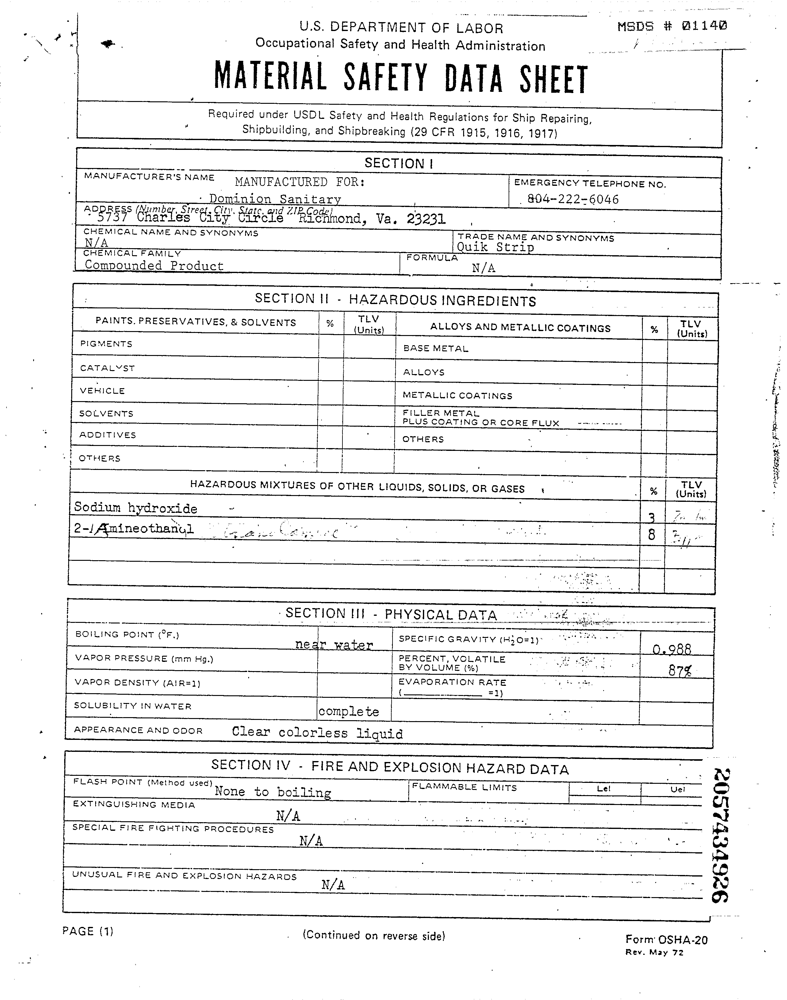 U.S. DEPARTMENT OF LABOR
MSDS # 01140
Occupational Safety and Health Administration
MATERIAL SAFETY DATA SHEET
Required under USDL Safety and Health Regulations for Ship Repairing,
Shipbuilding, and Shipbreaking (29 CFR 1915, 1916, 1917)
SECTION I
MANUFACTURER'S NAME MANUFACTURED FOR:
Dominion Sanitary
EMERGENCY TELEPHONE NO.
804-222-6046
ADDRESS (Number, Street, City, State, and ZIP Code)
5737 Charles City Circle Richmond, Va. 23231
CHEMICAL NAME AND SYNONYMS
N/A
TRADE NAME AND SYNONYMS
Quik Strip
CHEMICAL FAMILY
Compounded Product
FORMULA
N/A
SECTION II - HAZARDOUS INGREDIENTS
PAINTS, PRESERVATIVES, & SOLVENTS % TLV (Units) ALLOYS AND METALLIC COATINGS % TLV (Units)
PIGMENTS BASE METAL
CATALYST ALLOYS
VEHICLE METALLIC COATINGS
SOLVENTS FILLER METAL
PLUS COATING OR CORE FLUX
ADDITIVES OTHERS
OTHERS
HAZARDOUS MIXTURES OF OTHER LIQUIDS, SOLIDS, OR GASES % TLV (Units)
Sodium hydroxide 3
2-Amineothanol 8
SECTION III - PHYSICAL DATA
BOILING POINT (°F.) near water SPECIFIC GRAVITY (H2O=1) 0.988
VAPOR PRESSURE (mm Hg.) PERCENT, VOLATILE
BY VOLUME (%) 87%
VAPOR DENSITY (AIR=1) EVAPORATION RATE
(_______ =1)
SOLUBILITY IN WATER complete
APPEARANCE AND ODOR Clear colorless liquid
SECTION IV - FIRE AND EXPLOSION HAZARD DATA
FLASH POINT (Method used) None to boiling FLAMMABLE LIMITS Lel Uel
EXTINGUISHING MEDIA
N/A
SPECIAL FIRE FIGHTING PROCEDURES
N/A
UNUSUAL FIRE AND EXPLOSION HAZARDS
N/A
2057434926
PAGE (1)
(Continued on reverse side)
Form OSHA-20
Rev. May 72